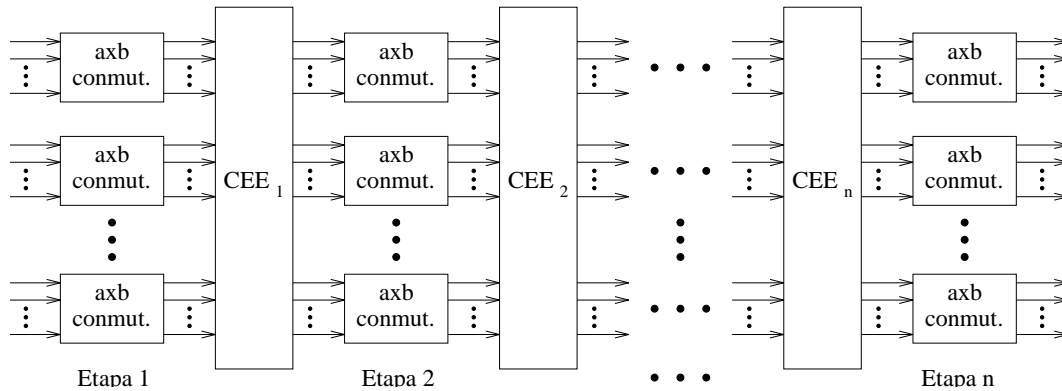 axb
conmut.
axb
conmut.
axb
conmut.
axb
conmut.
axb
conmut.
axb
conmut.
CEE 1
axb
conmut.
CEE 2
CEE n
axb
conmut.
axb
conmut.
Etapa 1
Etapa 2
Etapa n